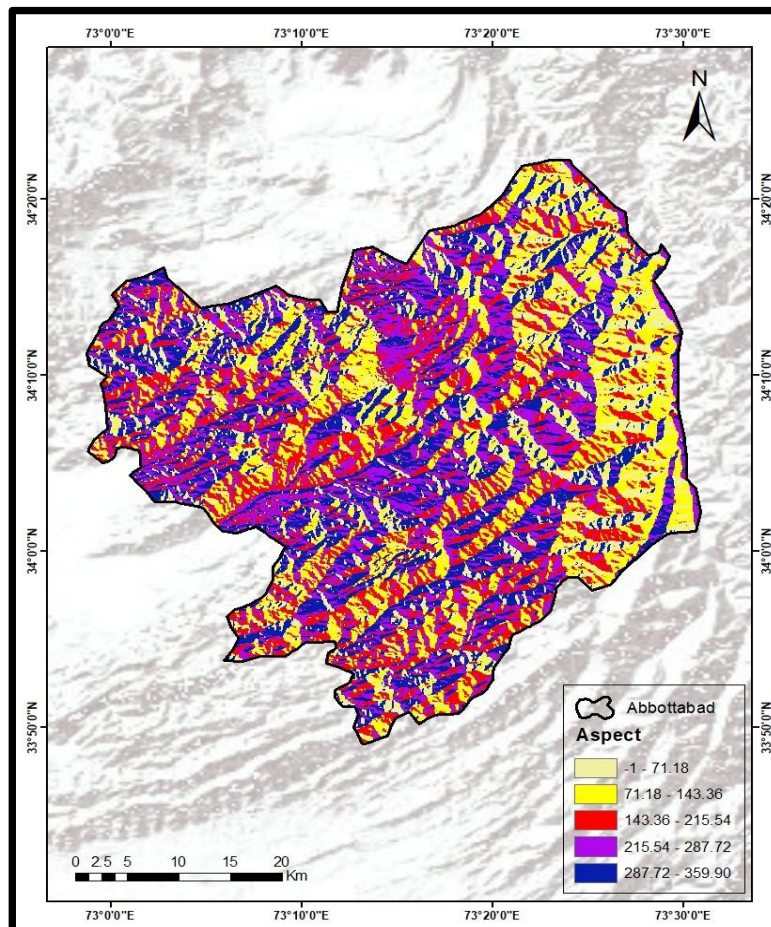 73°0'0"E 73°10'0"E 73°20'0"E 73°30'0"E
N
34°20'0"N 34°20'0"N
34°10'0"N 34°10'0"N
34°0'0"N 34°0'0"N
33°50'0"N 33°50'0"N
Abbottabad
Aspect
-1 - 71.18
71.18 - 143.36
143.36 - 215.54
215.54 - 287.72
287.72 - 359.90
0 2.5 5 10 15 20
Km
73°0'0"E 73°10'0"E 73°20'0"E 73°30'0"E